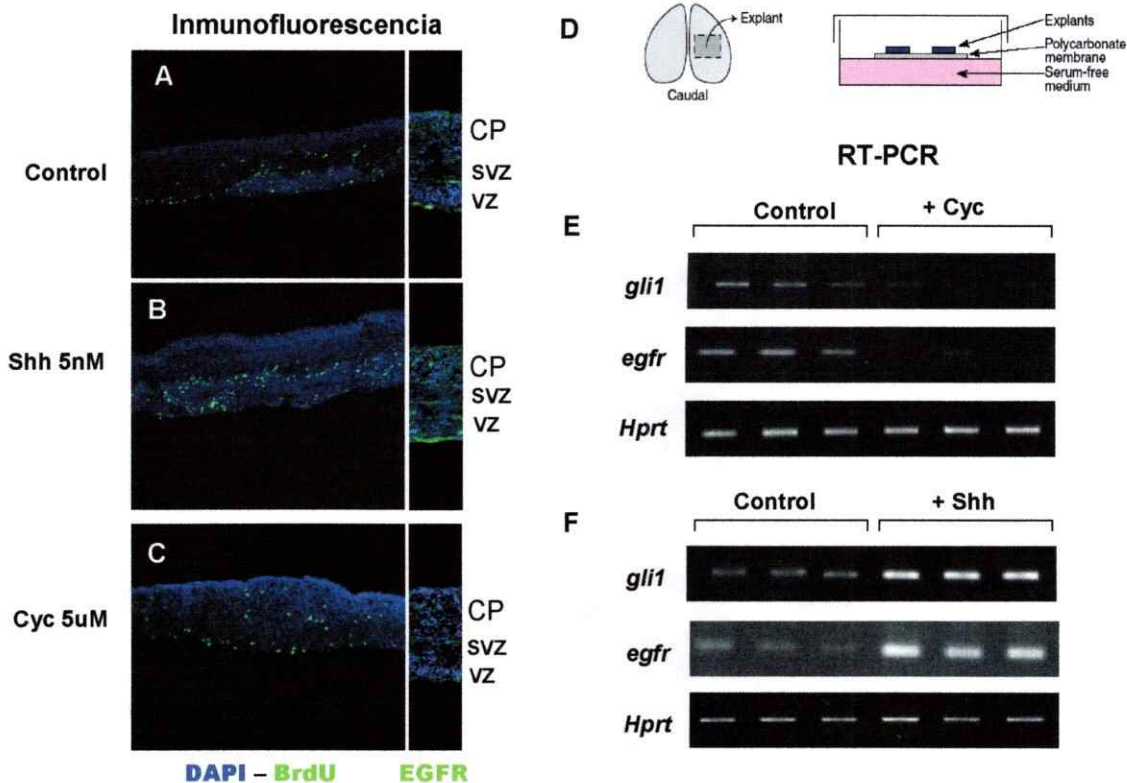 Inmunofluorescencia
A
Control
CP
SVZ
VZ
B
Shh 5nM
CP
SVZ
VZ
C
Cyc 5uM
CP
SVZ
VZ
DAPI – BrdU
EGFR
D
Explant
Caudal
Explants
Polycarbonate
membrane
Serum-free
medium
RT-PCR
Control
+ Cyc
E
gli1
egfr
Hprt
Control
+ Shh
F
gli1
egfr
Hprt